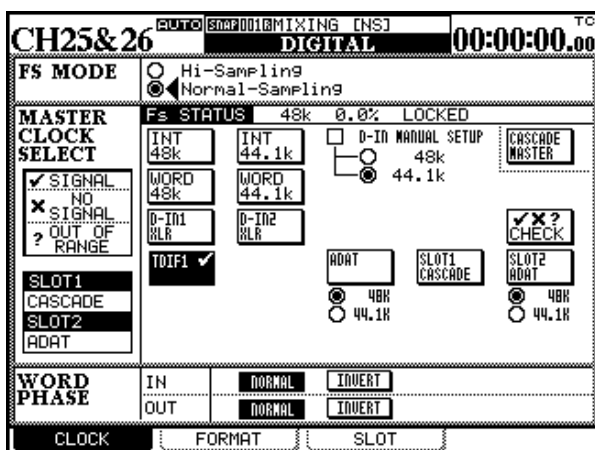 CH25&26 AUTO SNAP001 MIXING [NS] TC
DIGITAL 00:00:00.00
FS MODE
Hi-Sampling
Normal-Sampling
MASTER CLOCK SELECT
✔ SIGNAL
✖ NO SIGNAL
? OUT OF RANGE
SLOT1
CASCADE
SLOT2
ADAT
Fs STATUS 48k 0.0% LOCKED
INT 48k
INT 44.1k
D-IN MANUAL SETUP
48k
44.1k
CASCADE MASTER
WORD 48k
WORD 44.1k
D-IN1 XLR
D-IN2 XLR
✔✖? CHECK
TDIF1 ✔
ADAT
48K
44.1K
SLOT1 CASCADE
SLOT2 ADAT
48K
44.1K
WORD PHASE
IN NORMAL INVERT
OUT NORMAL INVERT
CLOCK FORMAT SLOT